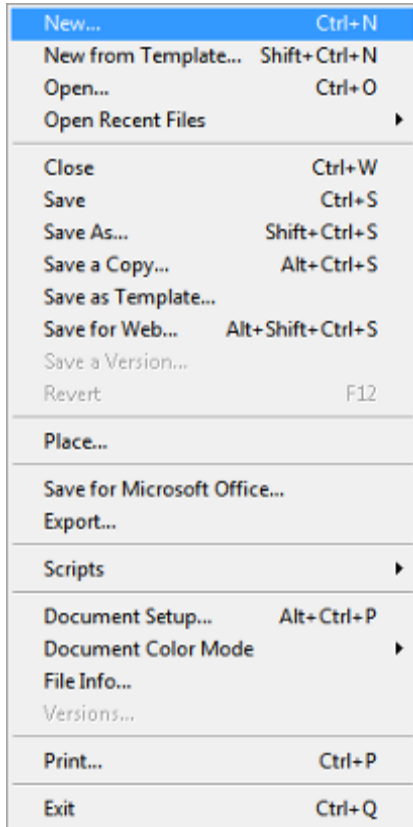 New... Ctrl+N
New from Template... Shift+Ctrl+N
Open... Ctrl+O
Open Recent Files
Close Ctrl+W
Save Ctrl+S
Save As... Shift+Ctrl+S
Save a Copy... Alt+Ctrl+S
Save as Template...
Save for Web... Alt+Shift+Ctrl+S
Save a Version...
Revert F12
Place...
Save for Microsoft Office...
Export...
Scripts
Document Setup... Alt+Ctrl+P
Document Color Mode
File Info...
Versions...
Print... Ctrl+P
Exit Ctrl+Q